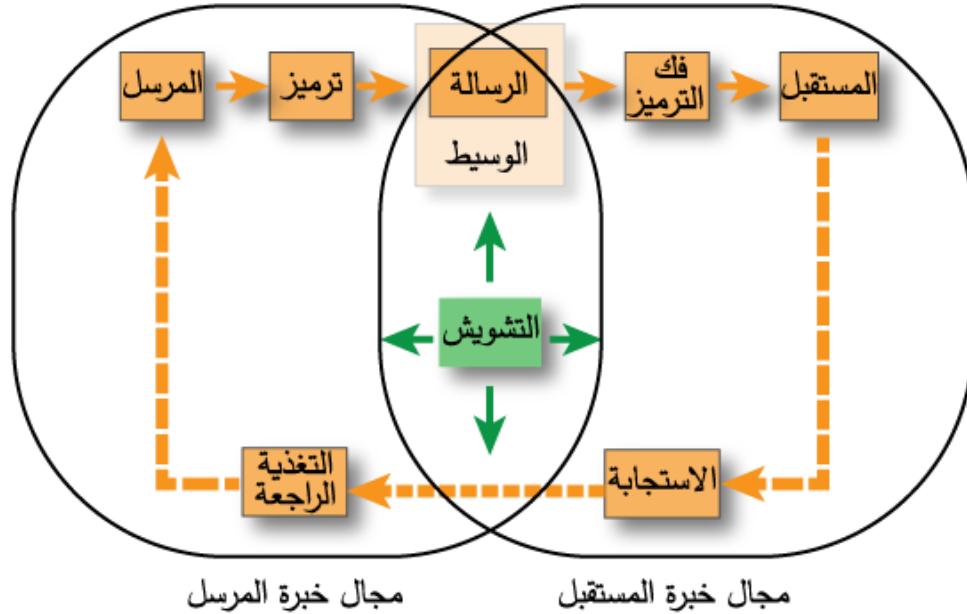 المرسل
ترميز
الرسالة
الوسيط
فك
الترميز
المستقبل
التشويش
التغذية
الراجعة
الاستجابة
مجال خبرة المرسل
مجال خبرة المستقبل